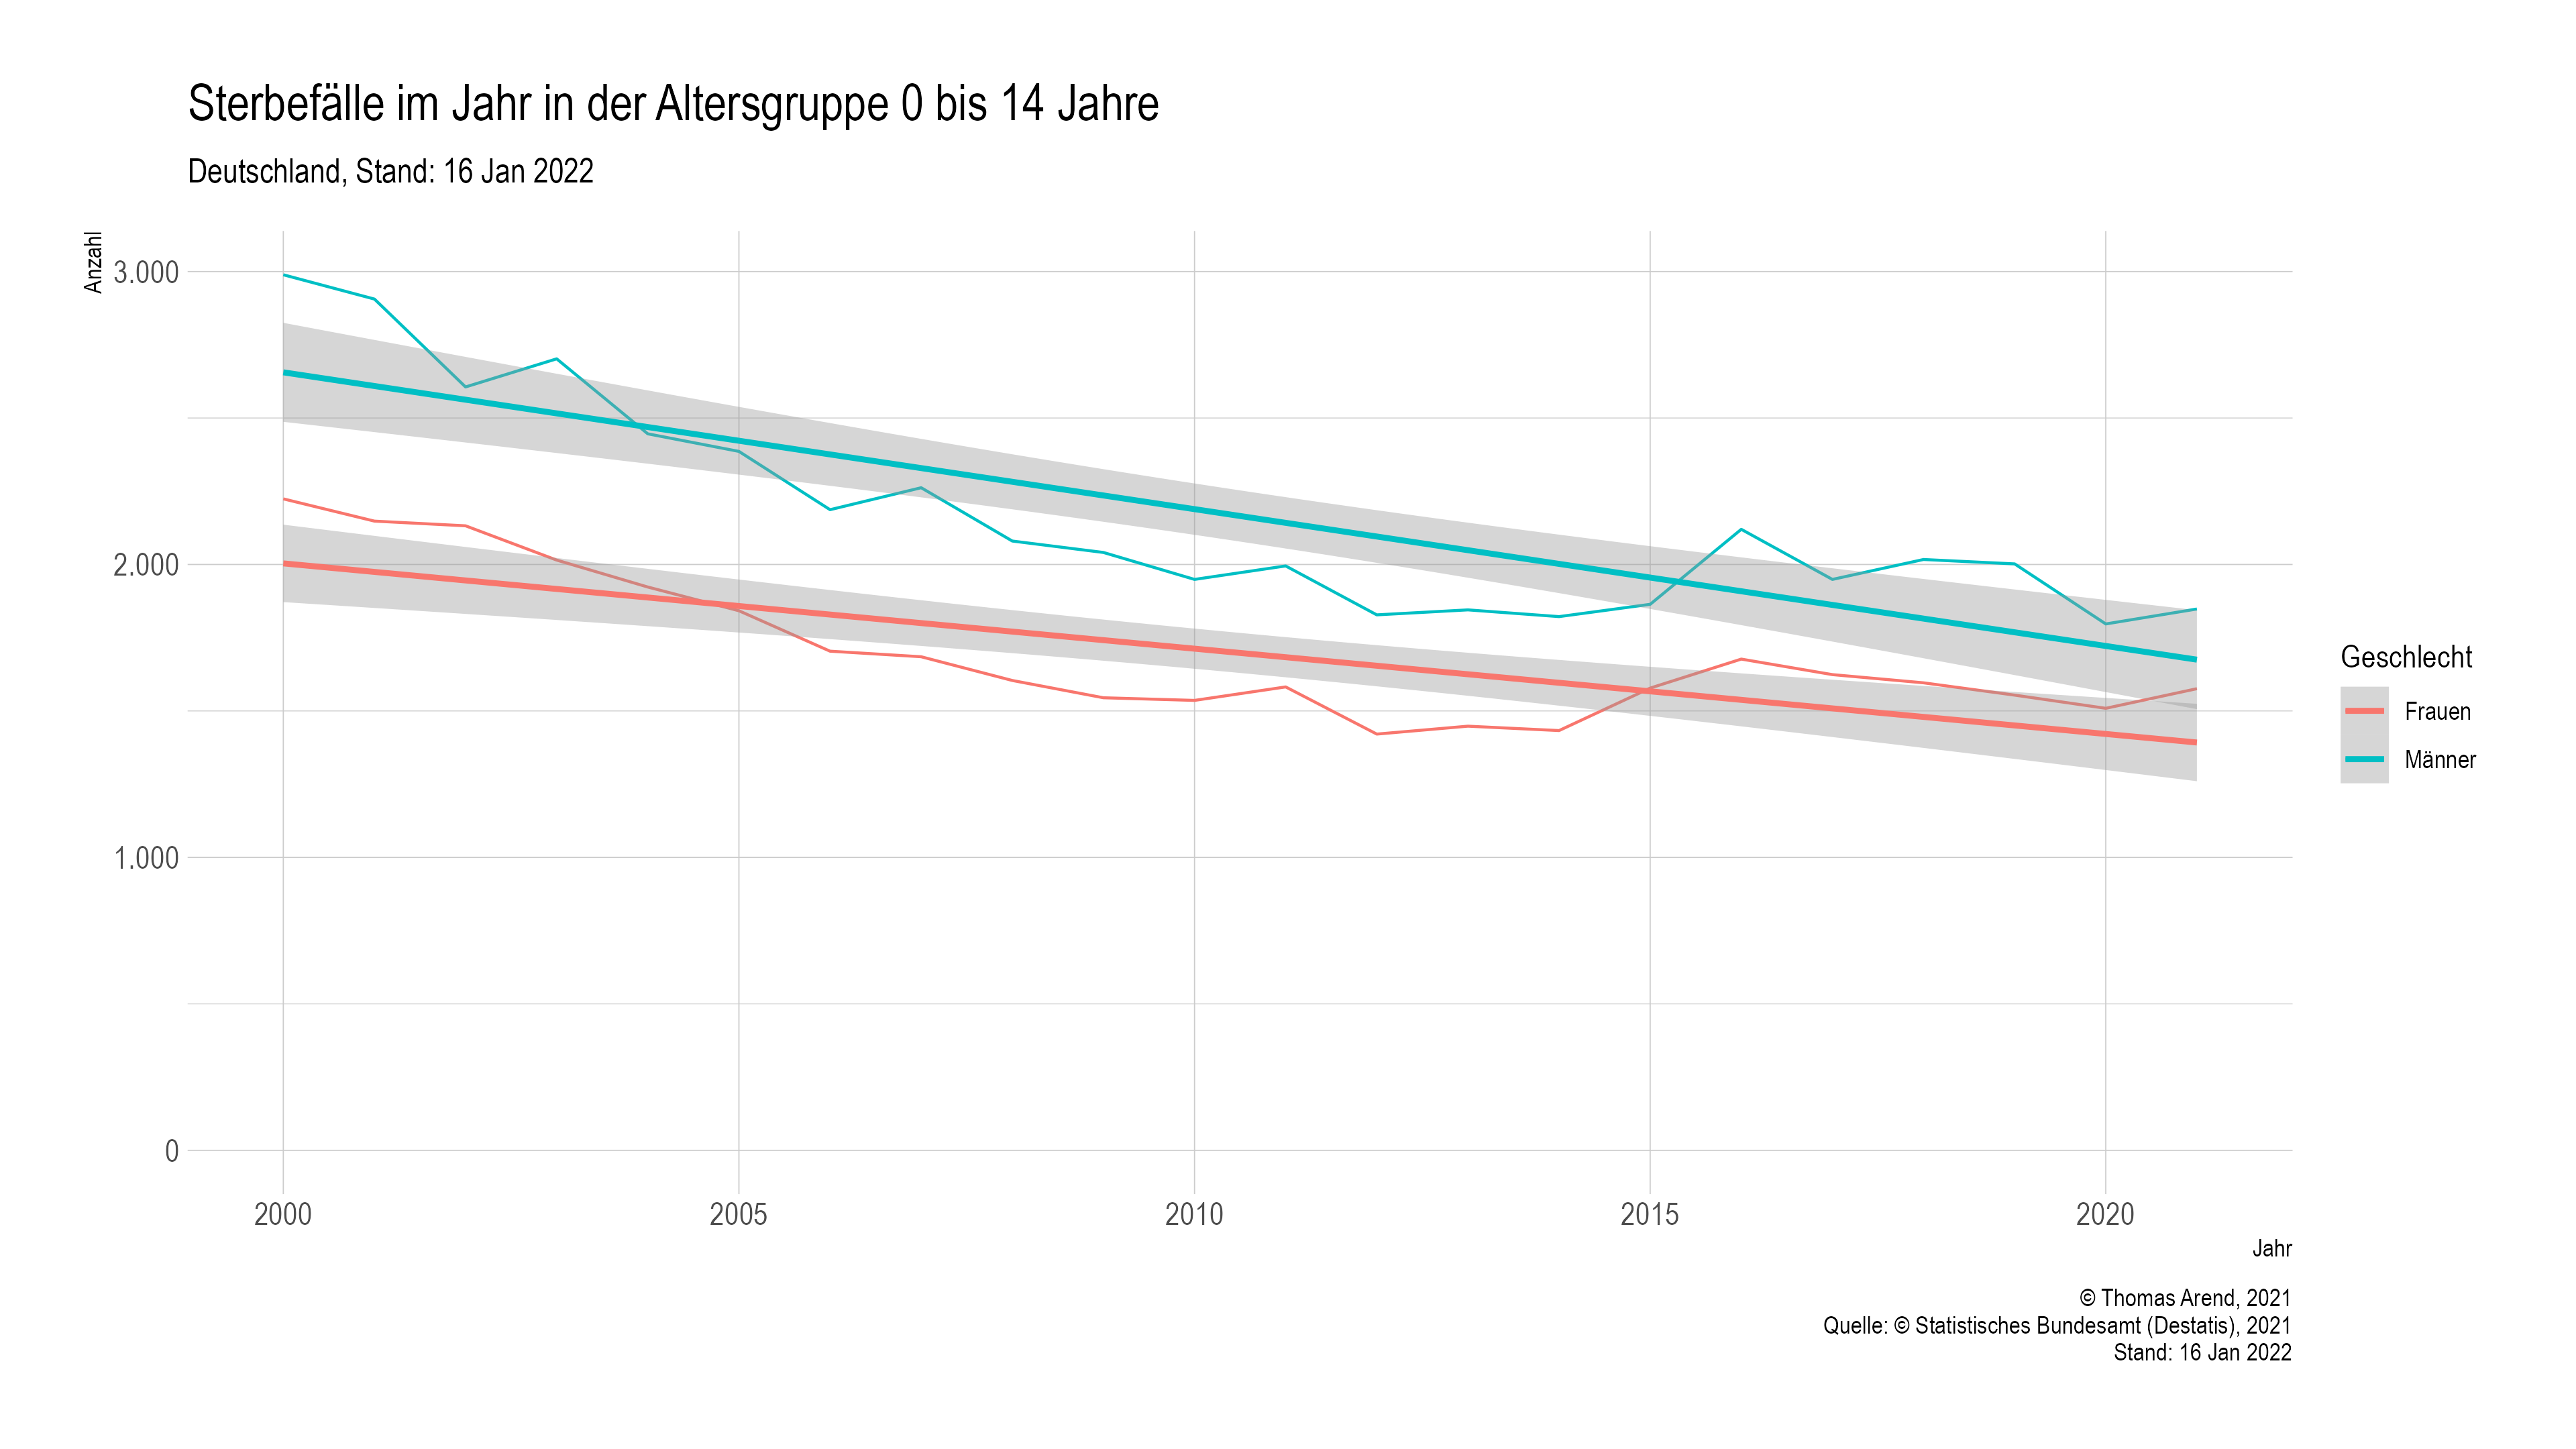 Sterbefälle im Jahr in der Altersgruppe 0 bis 14 Jahre
Deutschland, Stand: 16 Jan 2022
Anzahl
3.000
2.000
1.000
0
2000 2005 2010 2015 2020
Jahr
Geschlecht
Frauen
Männer
© Thomas Arend, 2021
Quelle: © Statistisches Bundesamt (Destatis), 2021
Stand: 16 Jan 2022